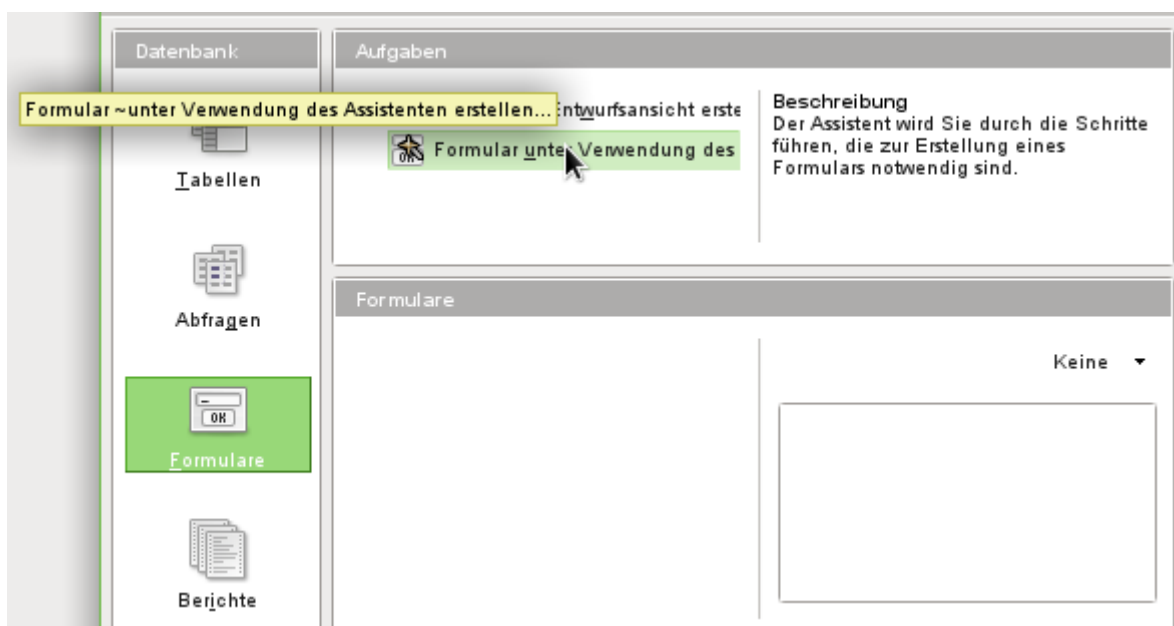 Datenbank
Aufgaben
Formular ~unter Verwendung des Assistenten erstellen...
ntwurfsansicht erste
Formular unter Verwendung des
Beschreibung
Der Assistent wird Sie durch die Schritte
führen, die zur Erstellung eines
Formulars notwendig sind.
Tabellen
Abfragen
Formulare
OK
Formulare
Berichte
Keine